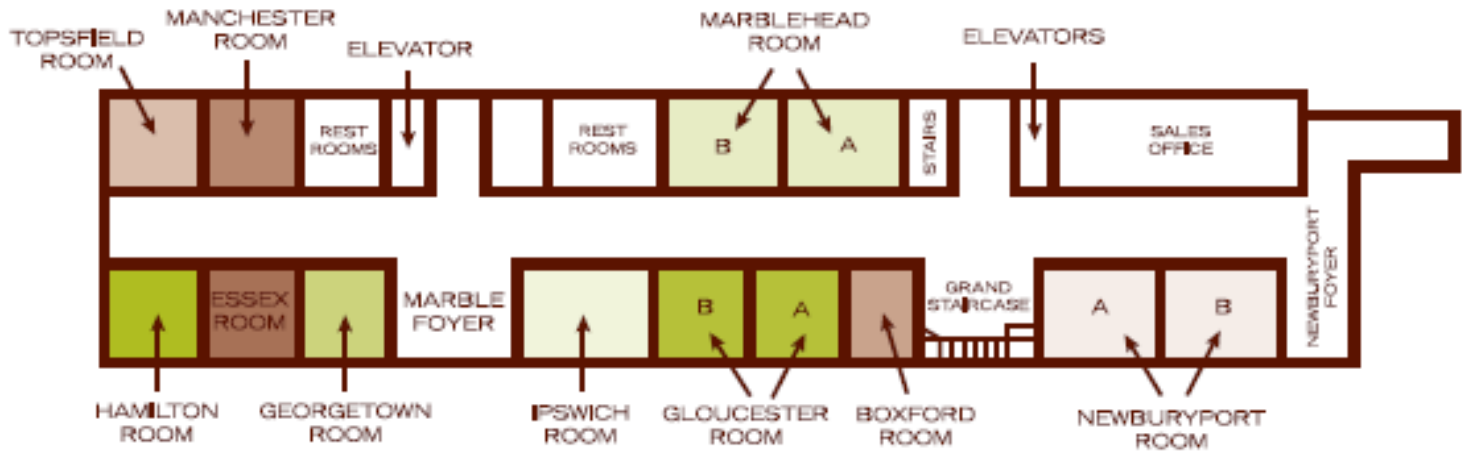 TOPSFIELD
ROOM
MANCHESTER
ROOM
ELEVATOR
MARBLEHEAD
ROOM
ELEVATORS
REST
ROOMS
REST
ROOMS
B
A
STAIRS
SALES
OFFICE
ESSEX
ROOM
MARBLE
FOYER
B
A
GRAND
STAIRCASE
A
B
NEWBURYPORT
FOYER
HAMILTON
ROOM
GEORGETOWN
ROOM
IPSWICH
ROOM
GLOUCESTER
ROOM
BOXFORD
ROOM
NEWBURYPORT
ROOM